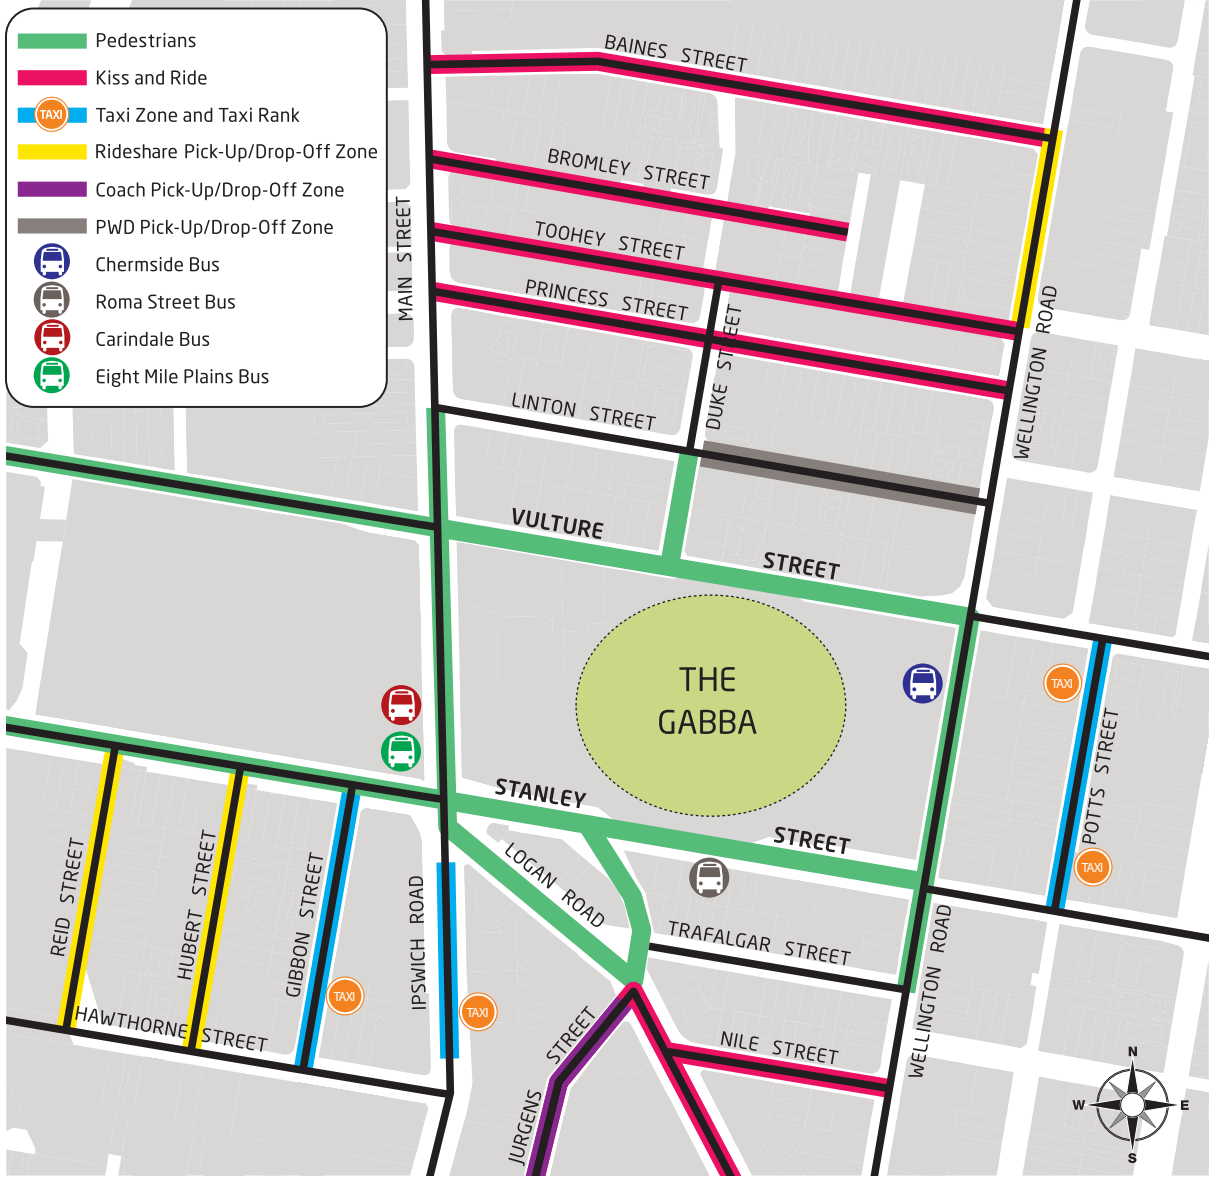 Pedestrians
Kiss and Ride
TAXI Taxi Zone and Taxi Rank
Rideshare Pick-Up/Drop-Off Zone
Coach Pick-Up/Drop-Off Zone
PWD Pick-Up/Drop-Off Zone
Chermside Bus
Roma Street Bus
Carindale Bus
Eight Mile Plains Bus
BAINES STREET
BROMLEY STREET
MAIN STREET
TOOHEY STREET
PRINCESS STREET
DUKE STREET
WELLINGTON ROAD
LINTON STREET
VULTURE STREET
THE
GABBA
TAXI
POTTS STREET
TAXI
STANLEY STREET
LOGAN ROAD
TRAFALGAR STREET
REID STREET
HUBERT STREET
GIBBON STREET
IPSWICH ROAD
TAXI
TAXI
HAWTHORNE STREET
WELLINGTON ROAD
NILE STREET
JURGENS STREET
N
W E
S